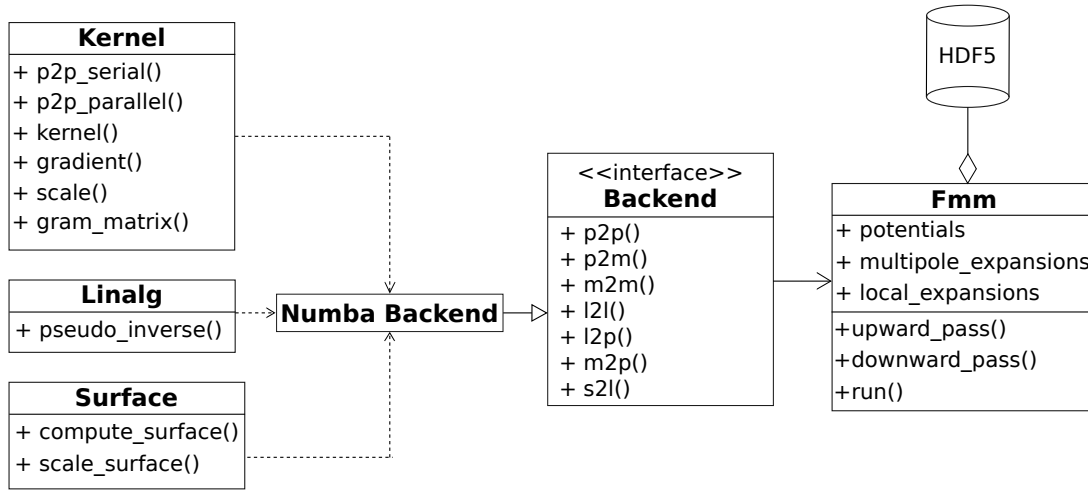 Kernel
+ p2p_serial()
+ p2p_parallel()
+ kernel()
+ gradient()
+ scale()
+ gram_matrix()
Linalg
+ pseudo_inverse()
Surface
+ compute_surface()
+ scale_surface()
Numba Backend
<<interface>>
Backend
+ p2p()
+ p2m()
+ m2m()
+ l2l()
+ l2p()
+ m2p()
+ s2l()
HDF5
Fmm
+ potentials
+ multipole_expansions
+ local_expansions
+upward_pass()
+downward_pass()
+run()